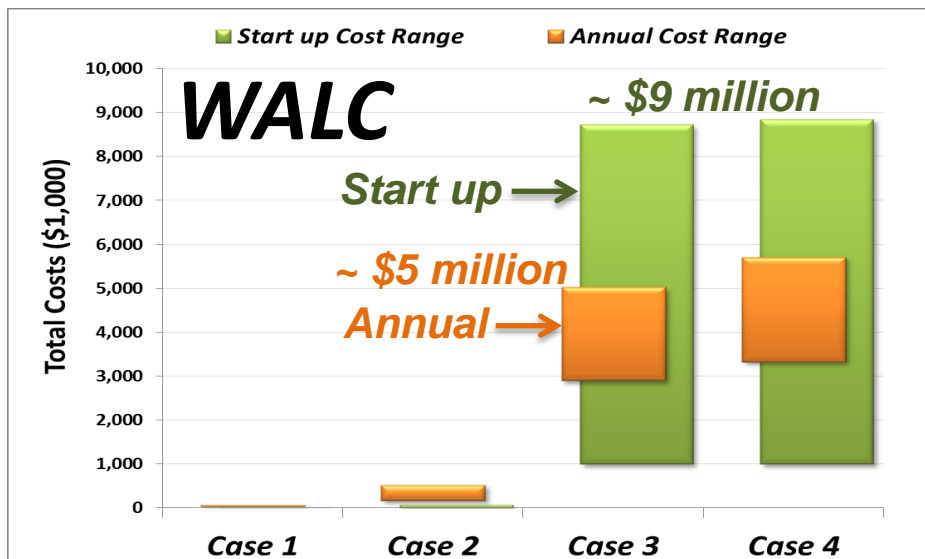 Start up Cost Range
Annual Cost Range
WALC
~ $9 million
Start up
~ $5 million
Annual
Total Costs ($1,000)
10,000
9,000
8,000
7,000
6,000
5,000
4,000
3,000
2,000
1,000
0
Case 1
Case 2
Case 3
Case 4